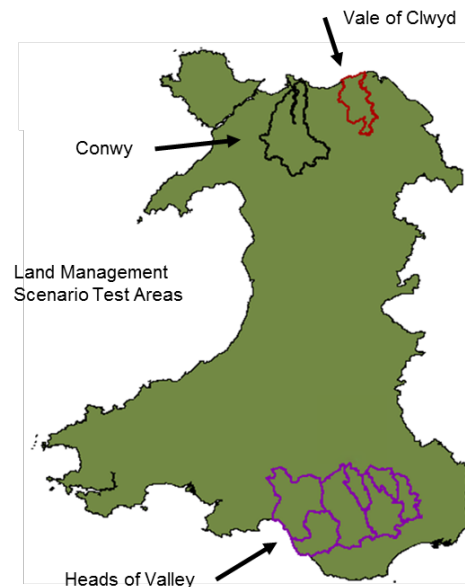 Vale of Clwyd
Conwy
Land Management
Scenario Test Areas
Heads of Valley